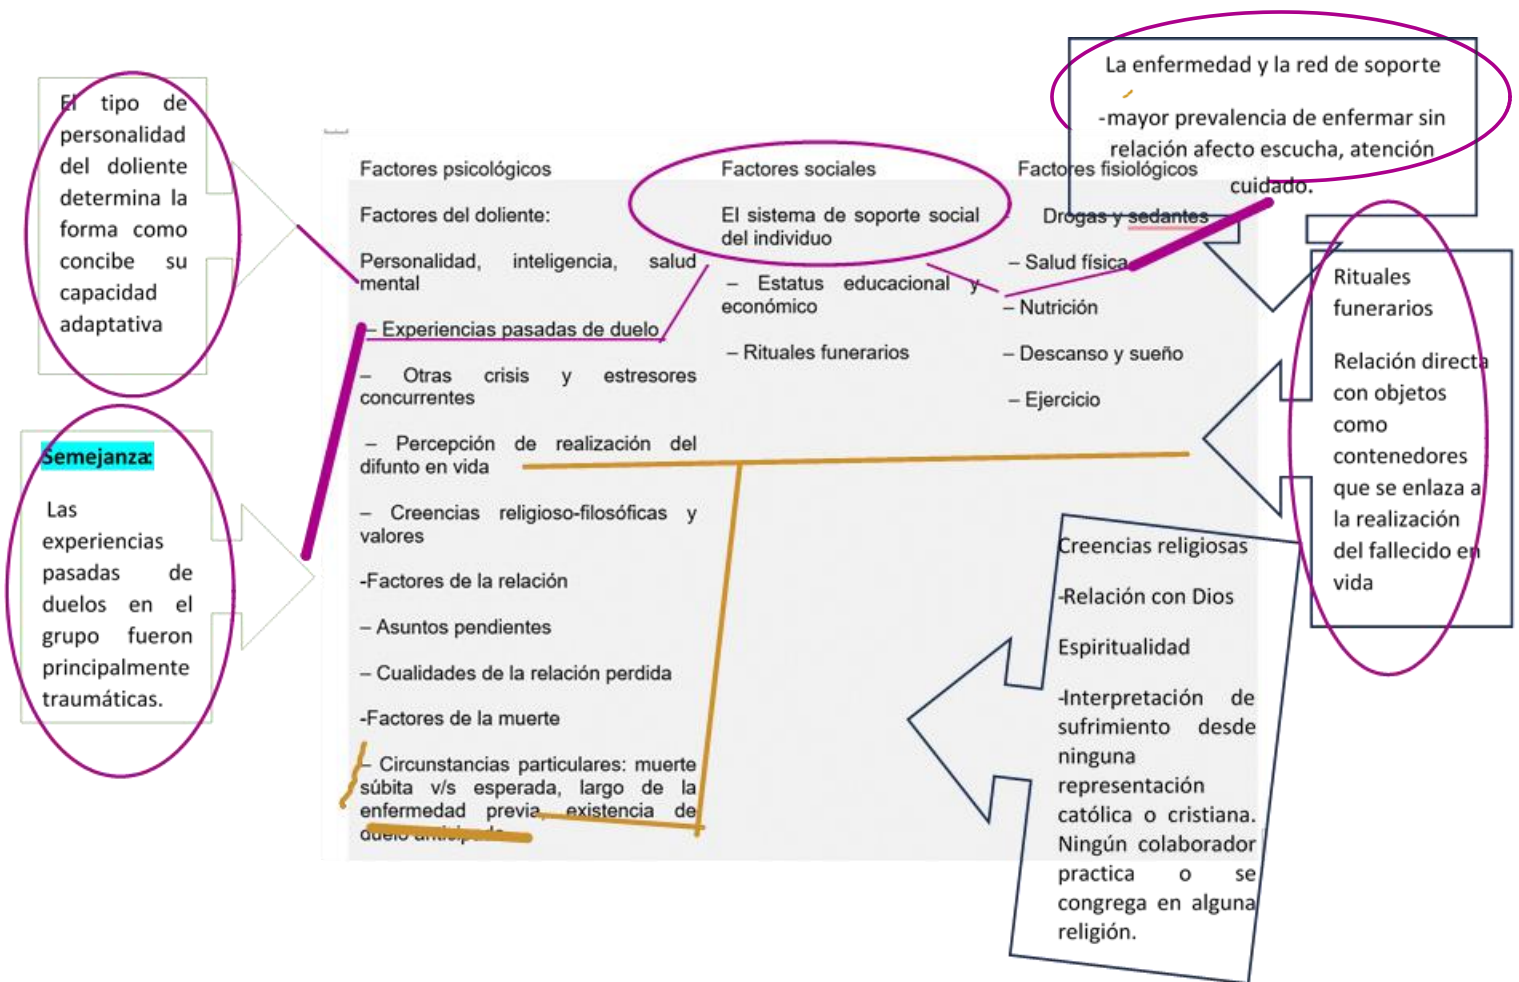 El tipo de
personalidad
del doliente
determina la
forma como
concibe su
capacidad
adaptativa
Semejanza:
Las
experiencias
pasadas de
duelos en el
grupo fueron
principalmente
traumáticas.
Factores psicológicos
Factores del doliente:
Personalidad, inteligencia, salud
mental
– Experiencias pasadas de duelo
– Otras crisis y estresores
concurrentes
– Percepción de realización del
difunto en vida
– Creencias religioso-filosóficas y
valores
-Factores de la relación
– Asuntos pendientes
– Cualidades de la relación perdida
-Factores de la muerte
– Circunstancias particulares: muerte
súbita v/s esperada, largo de la
enfermedad previa, existencia de
duelo anticipado
Factores sociales
El sistema de soporte social
del individuo
– Estatus educacional y
económico
– Rituales funerarios
Factores fisiológicos
Drogas y sedantes
– Salud física
– Nutrición
– Descanso y sueño
– Ejercicio
La enfermedad y la red de soporte
-mayor prevalencia de enfermar sin
relación afecto escucha, atención
cuidado.
Rituales
funerarios
Relación directa
con objetos
como
contenedores
que se enlaza a
la realización
del fallecido en
vida
Creencias religiosas
-Relación con Dios
Espiritualidad
-Interpretación de
sufrimiento desde
ninguna
representación
católica o cristiana.
Ningún colaborador
practica o se
congrega en alguna
religión.